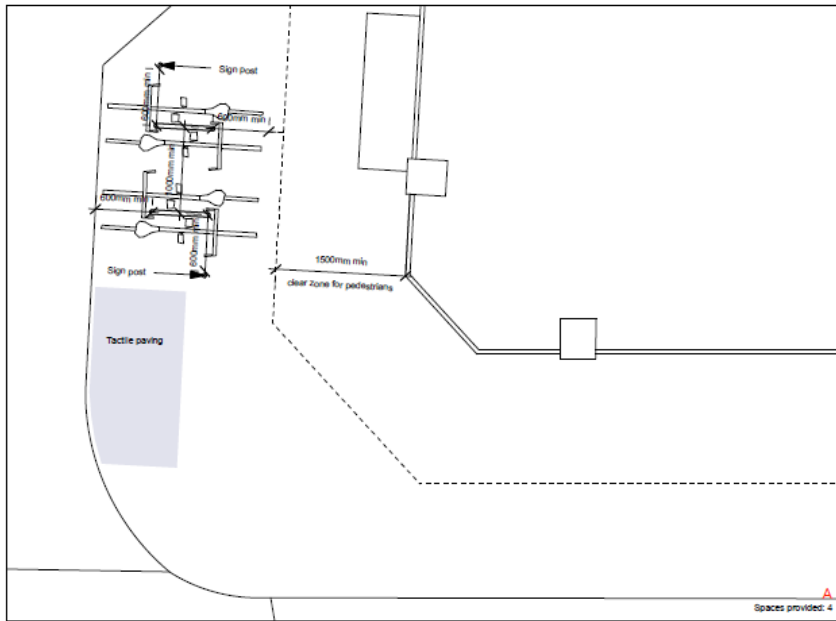 Sign post
600mm min
600mm min
1000mm min
600mm min
600mm min
Sign post
1500mm min
clear zone for pedestrians
Tactile paving
A
Spaces provided: 4